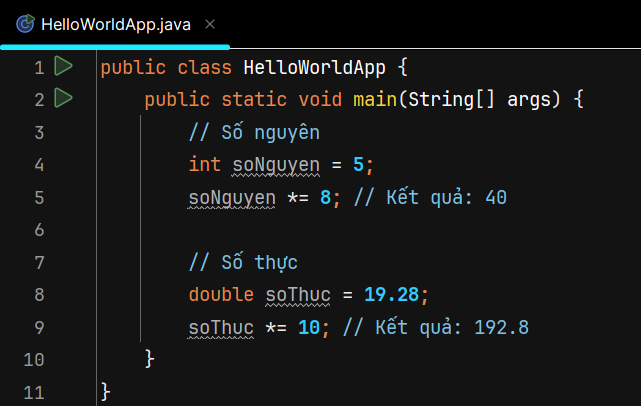 HelloWorldApp.java
1 public class HelloWorldApp {
2 public static void main(String[] args) {
3 // Số nguyên
4 int soNguyen = 5;
5 soNguyen *= 8; // Kết quả: 40
6
7 // Số thực
8 double soThuc = 19.28;
9 soThuc *= 10; // Kết quả: 192.8
10 }
11 }